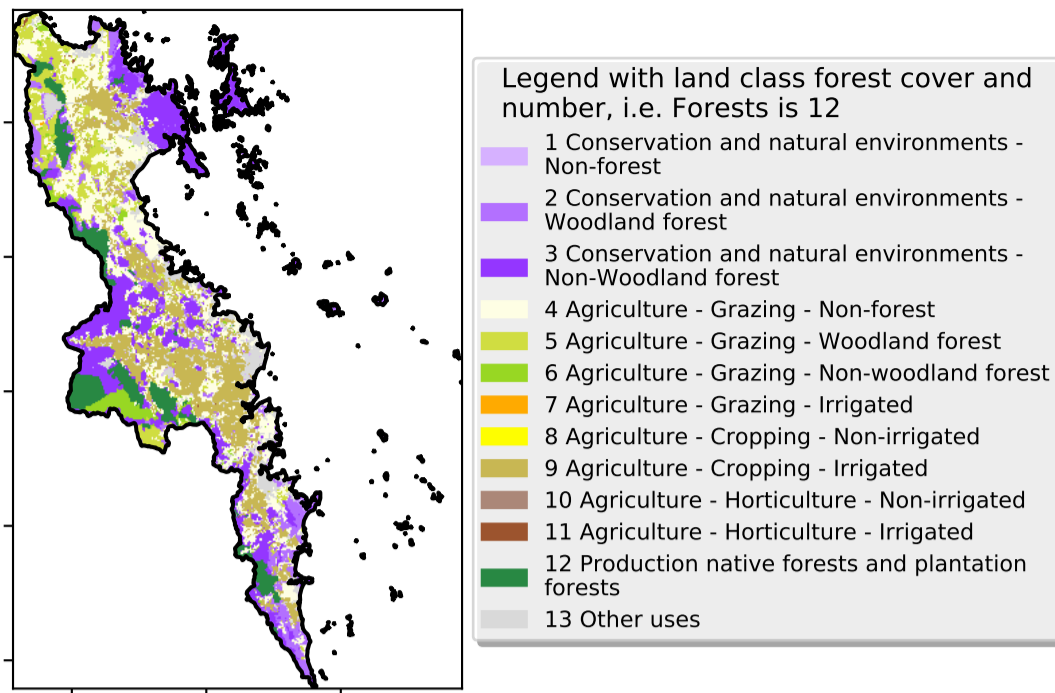 Legend with land class forest cover and
number, i.e. Forests is 12
1 Conservation and natural environments -
Non-forest
2 Conservation and natural environments -
Woodland forest
3 Conservation and natural environments -
Non-Woodland forest
4 Agriculture - Grazing - Non-forest
5 Agriculture - Grazing - Woodland forest
6 Agriculture - Grazing - Non-woodland forest
7 Agriculture - Grazing - Irrigated
8 Agriculture - Cropping - Non-irrigated
9 Agriculture - Cropping - Irrigated
10 Agriculture - Horticulture - Non-irrigated
11 Agriculture - Horticulture - Irrigated
12 Production native forests and plantation
forests
13 Other uses